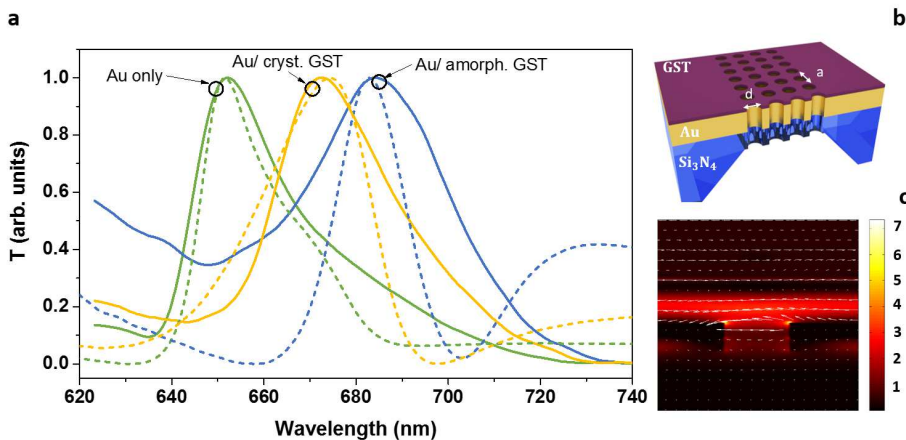 a
T (arb. units)
1.0
0.8
0.6
0.4
0.2
0.0
Au only
Au/ cryst. GST
Au/ amorph. GST
620
640
660
680
700
720
740
Wavelength (nm)
b
GST
a
d
Au
Si₃N₄
c
7
6
5
4
3
2
1